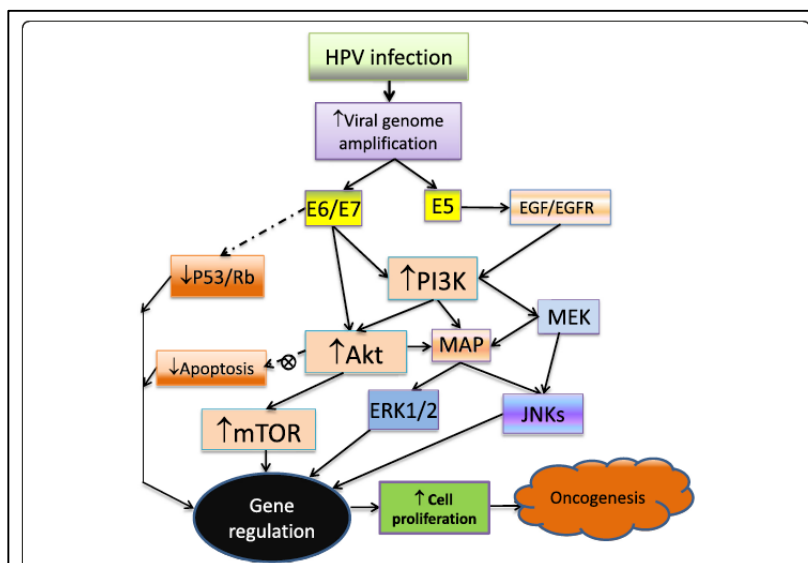 HPV infection
↑Viral genome
amplification
E6/E7
E5
EGF/EGFR
↓P53/Rb
↑PI3K
MEK
↑Akt
MAP
↓Apoptosis
ERK1/2
JNKs
↑mTOR
Gene
regulation
↑ Cell
proliferation
Oncogenesis